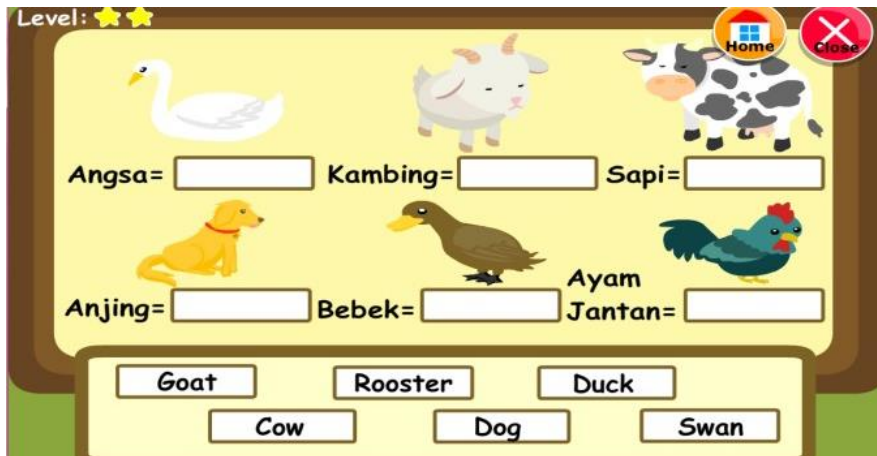 Level:
Home
Close
Angsa=
Kambing=
Sapi=
Anjing=
Bebek=
Ayam
Jantan=
Goat
Rooster
Duck
Cow
Dog
Swan